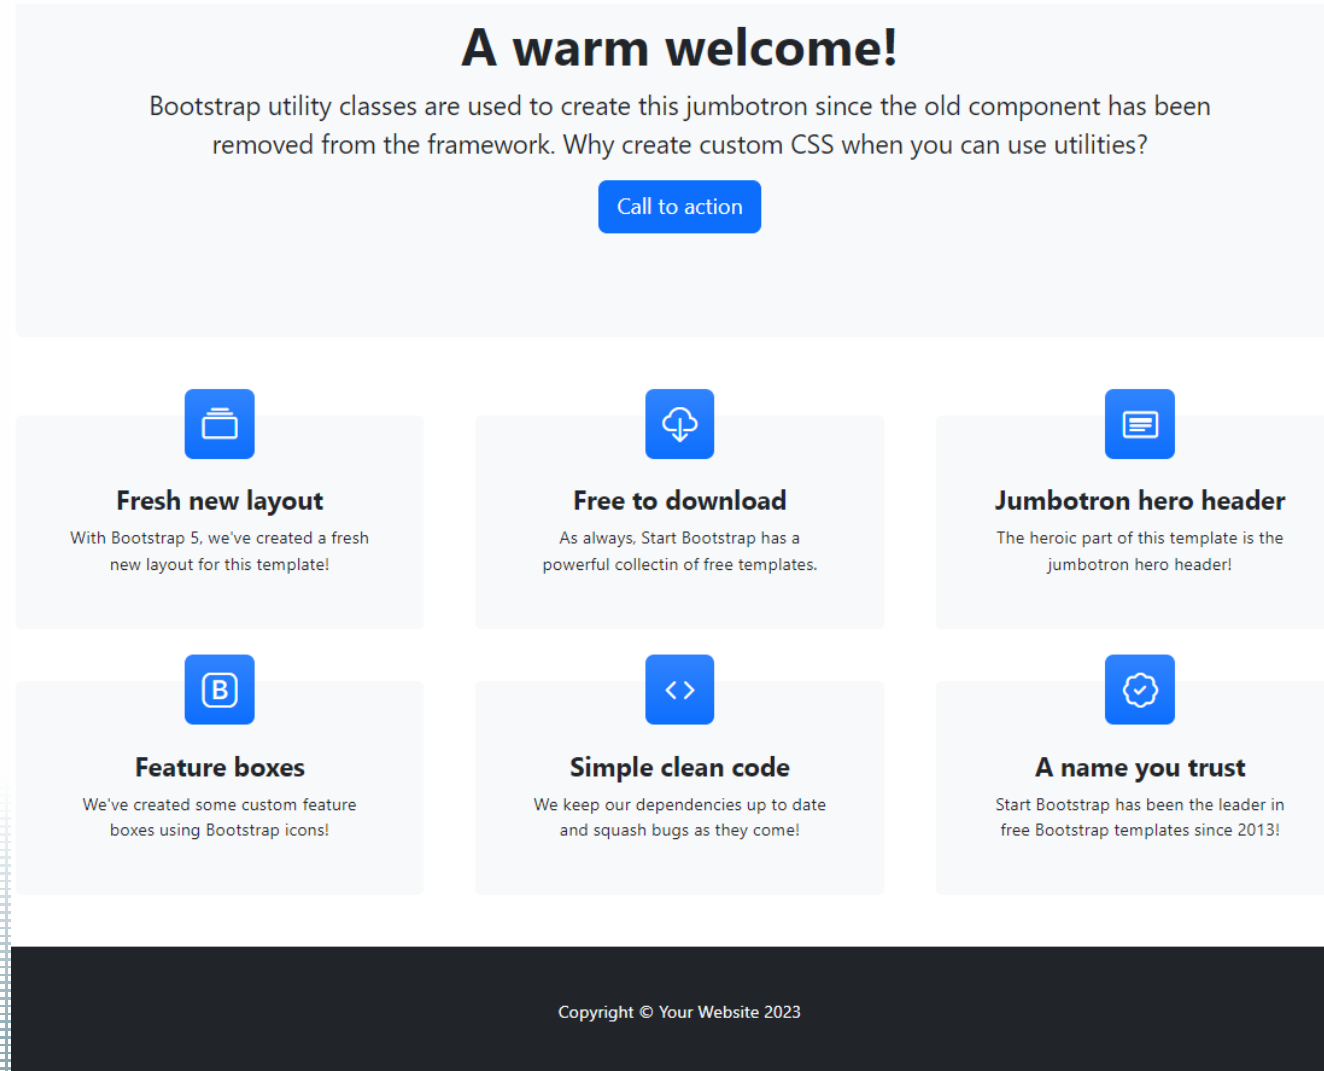 A warm welcome!
Bootstrap utility classes are used to create this jumbotron since the old component has been
removed from the framework. Why create custom CSS when you can use utilities?
Call to action
Fresh new layout
With Bootstrap 5, we've created a fresh
new layout for this template!
Free to download
As always, Start Bootstrap has a
powerful collectin of free templates.
Jumbotron hero header
The heroic part of this template is the
jumbotron hero header!
B
Feature boxes
We've created some custom feature
boxes using Bootstrap icons!
Simple clean code
We keep our dependencies up to date
and squash bugs as they come!
A name you trust
Start Bootstrap has been the leader in
free Bootstrap templates since 2013!
Copyright © Your Website 2023